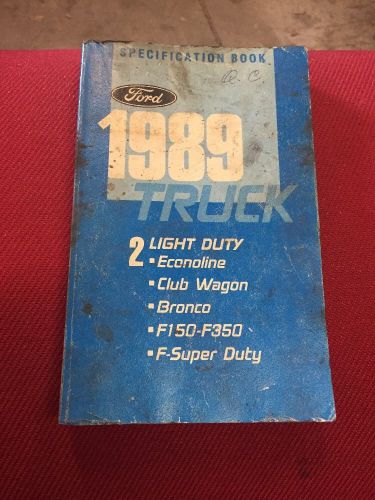 SPECIFICATION BOOK
Q.C.
Ford
1989
TRUCK
2 LIGHT DUTY
• Econoline
• Club Wagon
• Bronco
• F150-F350
• F-Super Duty